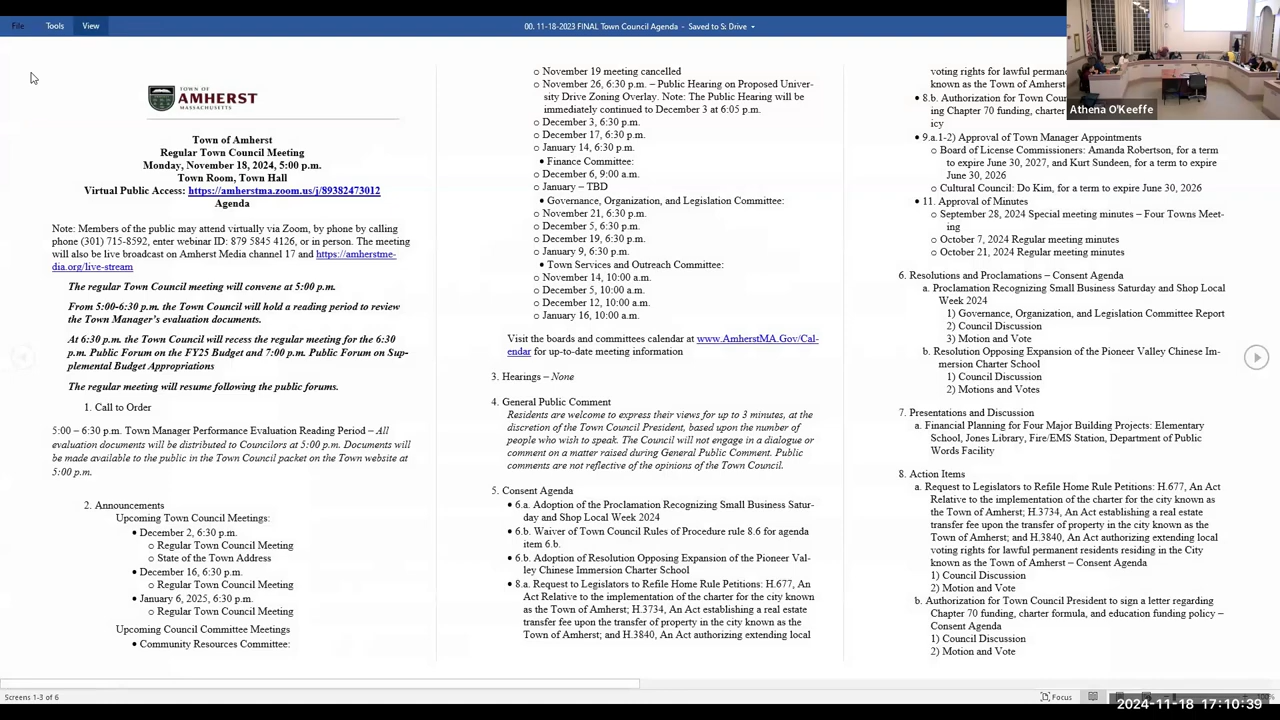 File Tools View
00. 11-18-2023 FINAL Town Council Agenda - Saved to S: Drive
TOWN OF
AMHERST
MASSACHUSETTS
Town of Amherst
Regular Town Council Meeting
Monday, November 18, 2024, 5:00 p.m.
Town Room, Town Hall
Virtual Public Access: https://amherstma.zoom.us/j/89382473012
Agenda
Note: Members of the public may attend virtually via Zoom, by phone by calling
phone (301) 715-8592, enter webinar ID: 879 5845 4126, or in person. The meeting
will also be live broadcast on Amherst Media channel 17 and https://amherstme-
dia.org/live-stream
The regular Town Council meeting will convene at 5:00 p.m.
From 5:00-6:30 p.m. the Town Council will hold a reading period to review
the Town Manager's evaluation documents.
At 6:30 p.m. the Town Council will recess the regular meeting for the 6:30
p.m. Public Forum on the FY25 Budget and 7:00 p.m. Public Forum on Sup-
plemental Budget Appropriations
The regular meeting will resume following the public forums.
1. Call to Order
5:00 – 6:30 p.m. Town Manager Performance Evaluation Reading Period – All
evaluation documents will be distributed to Councilors at 5:00 p.m. Documents will
be made available to the public in the Town Council packet on the Town website at
5:00 p.m.
2. Announcements
Upcoming Town Council Meetings:
• December 2, 6:30 p.m.
o Regular Town Council Meeting
o State of the Town Address
• December 16, 6:30 p.m.
o Regular Town Council Meeting
• January 6, 2025, 6:30 p.m.
o Regular Town Council Meeting
Upcoming Council Committee Meetings
• Community Resources Committee:
o November 19 meeting cancelled
o November 26, 6:30 p.m. – Public Hearing on Proposed Univer-
sity Drive Zoning Overlay. Note: The Public Hearing will be
immediately continued to December 3 at 6:05 p.m.
o December 3, 6:30 p.m.
o December 17, 6:30 p.m.
o January 14, 6:30 p.m.
• Finance Committee:
o December 6, 9:00 a.m.
o January – TBD
• Governance, Organization, and Legislation Committee:
o November 21, 6:30 p.m.
o December 5, 6:30 p.m.
o December 19, 6:30 p.m.
o January 9, 6:30 p.m.
• Town Services and Outreach Committee:
o November 14, 10:00 a.m.
o December 5, 10:00 a.m.
o December 12, 10:00 a.m.
o January 16, 10:00 a.m.
Visit the boards and committees calendar at www.AmherstMA.Gov/Cal-
endar for up-to-date meeting information
3. Hearings – None
4. General Public Comment
Residents are welcome to express their views for up to 3 minutes, at the
discretion of the Town Council President, based upon the number of
people who wish to speak. The Council will not engage in a dialogue or
comment on a matter raised during General Public Comment. Public
comments are not reflective of the opinions of the Town Council.
5. Consent Agenda
• 6.a. Adoption of the Proclamation Recognizing Small Business Satur-
day and Shop Local Week 2024
• 6.b. Waiver of Town Council Rules of Procedure rule 8.6 for agenda
item 6.b.
• 6.b. Adoption of Resolution Opposing Expansion of the Pioneer Val-
ley Chinese Immersion Charter School
• 8.a. Request to Legislators to Refile Home Rule Petitions: H.677, An
Act Relative to the implementation of the charter for the city known
as the Town of Amherst; H.3734, An Act establishing a real estate
transfer fee upon the transfer of property in the city known as the
Town of Amherst; and H.3840, An Act authorizing extending local
voting rights for lawful perman
known as the Town of Amherst
• 8.b. Authorization for Town Cou
ing Chapter 70 funding, charter
icy
• 9.a.1-2) Approval of Town Manager Appointments
o Board of License Commissioners: Amanda Robertson, for a term
to expire June 30, 2027, and Kurt Sundeen, for a term to expire
June 30, 2026
o Cultural Council: Do Kim, for a term to expire June 30, 2026
• 11. Approval of Minutes
o September 28, 2024 Special meeting minutes – Four Towns Meet-
ing
o October 7, 2024 Regular meeting minutes
o October 21, 2024 Regular meeting minutes
6. Resolutions and Proclamations – Consent Agenda
a. Proclamation Recognizing Small Business Saturday and Shop Local
Week 2024
1) Governance, Organization, and Legislation Committee Report
2) Council Discussion
3) Motion and Vote
b. Resolution Opposing Expansion of the Pioneer Valley Chinese Im-
mersion Charter School
1) Council Discussion
2) Motions and Votes
7. Presentations and Discussion
a. Financial Planning for Four Major Building Projects: Elementary
School, Jones Library, Fire/EMS Station, Department of Public
Words Facility
8. Action Items
a. Request to Legislators to Refile Home Rule Petitions: H.677, An Act
Relative to the implementation of the charter for the city known as
the Town of Amherst; H.3734, An Act establishing a real estate
transfer fee upon the transfer of property in the city known as the
Town of Amherst; and H.3840, An Act authorizing extending local
voting rights for lawful permanent residents residing in the City
known as the Town of Amherst – Consent Agenda
1) Council Discussion
2) Motion and Vote
b. Authorization for Town Council President to sign a letter regarding
Chapter 70 funding, charter formula, and education funding policy –
Consent Agenda
1) Council Discussion
2) Motion and Vote
Athena O'Keeffe
Screens 1-3 of 6
Focus
2024-11-18 17:10:39